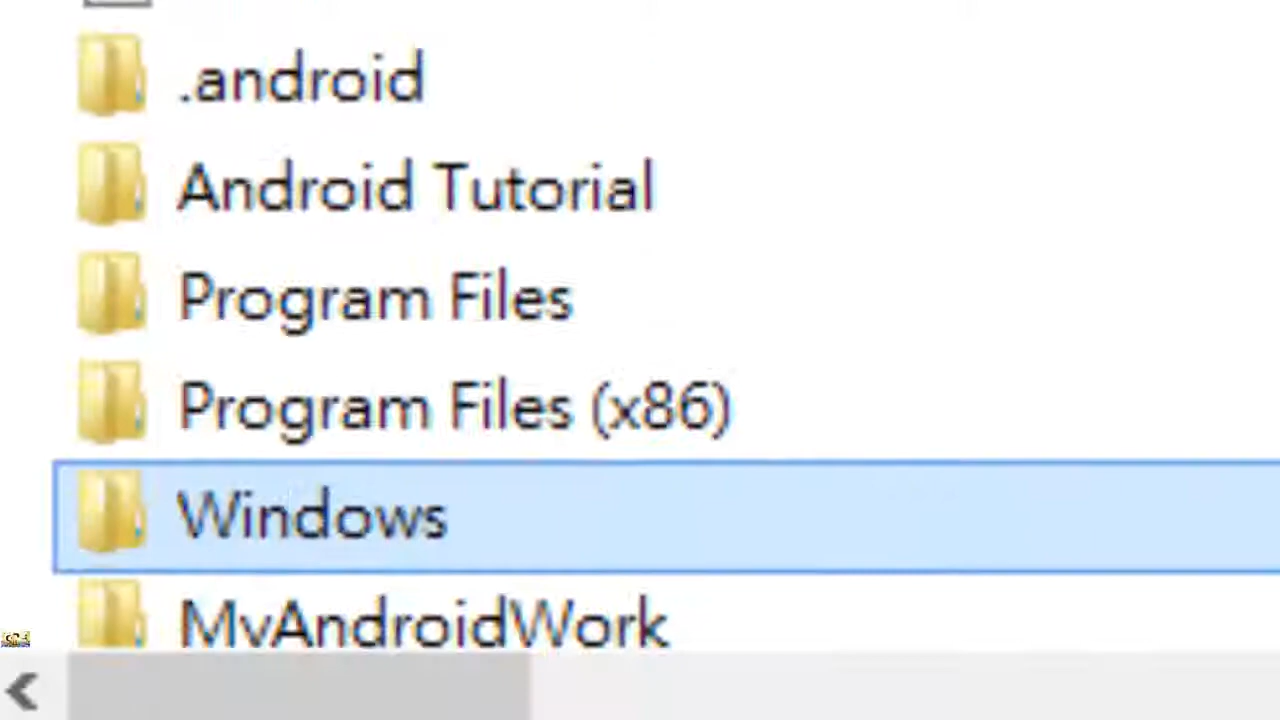 .android
Android Tutorial
Program Files
Program Files (x86)
Windows
MyAndroidWork